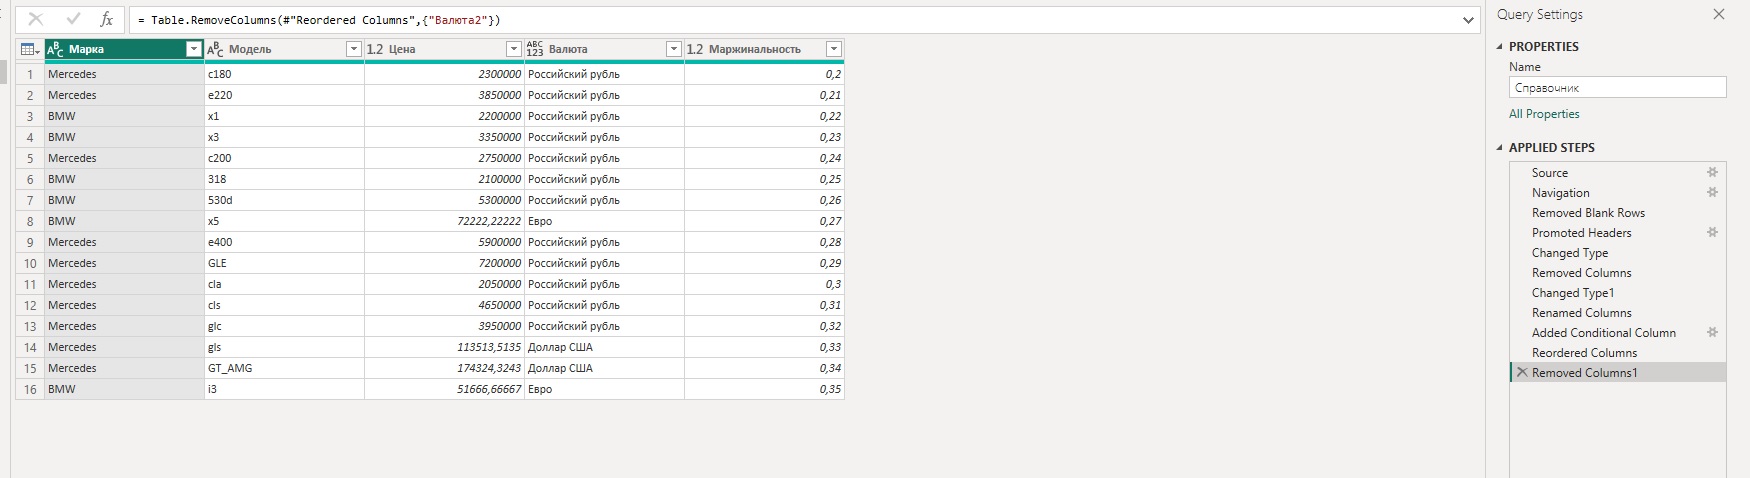 = Table.RemoveColumns(#"Reordered Columns",{"Валюта2"})
Query Settings
PROPERTIES
Name
Справочник
All Properties
APPLIED STEPS
Source
Navigation
Removed Blank Rows
Promoted Headers
Changed Type
Removed Columns
Changed Type1
Renamed Columns
Added Conditional Column
Reordered Columns
Removed Columns1
ABC Марка ABC Модель 1.2 Цена ABC 123 Валюта 1.2 Маржинальность
1 Mercedes c180 2300000 Российский рубль 0,2
2 Mercedes e220 3850000 Российский рубль 0,21
3 BMW x1 2200000 Российский рубль 0,22
4 BMW x3 3350000 Российский рубль 0,23
5 Mercedes c200 2750000 Российский рубль 0,24
6 BMW 318 2100000 Российский рубль 0,25
7 BMW 530d 5300000 Российский рубль 0,26
8 BMW x5 72222,22222 Евро 0,27
9 Mercedes e400 5900000 Российский рубль 0,28
10 Mercedes GLE 7200000 Российский рубль 0,29
11 Mercedes cla 2050000 Российский рубль 0,3
12 Mercedes cls 4650000 Российский рубль 0,31
13 Mercedes glc 3950000 Российский рубль 0,32
14 Mercedes gls 113513,5135 Доллар США 0,33
15 Mercedes GT_AMG 174324,3243 Доллар США 0,34
16 BMW i3 51666,66667 Евро 0,35